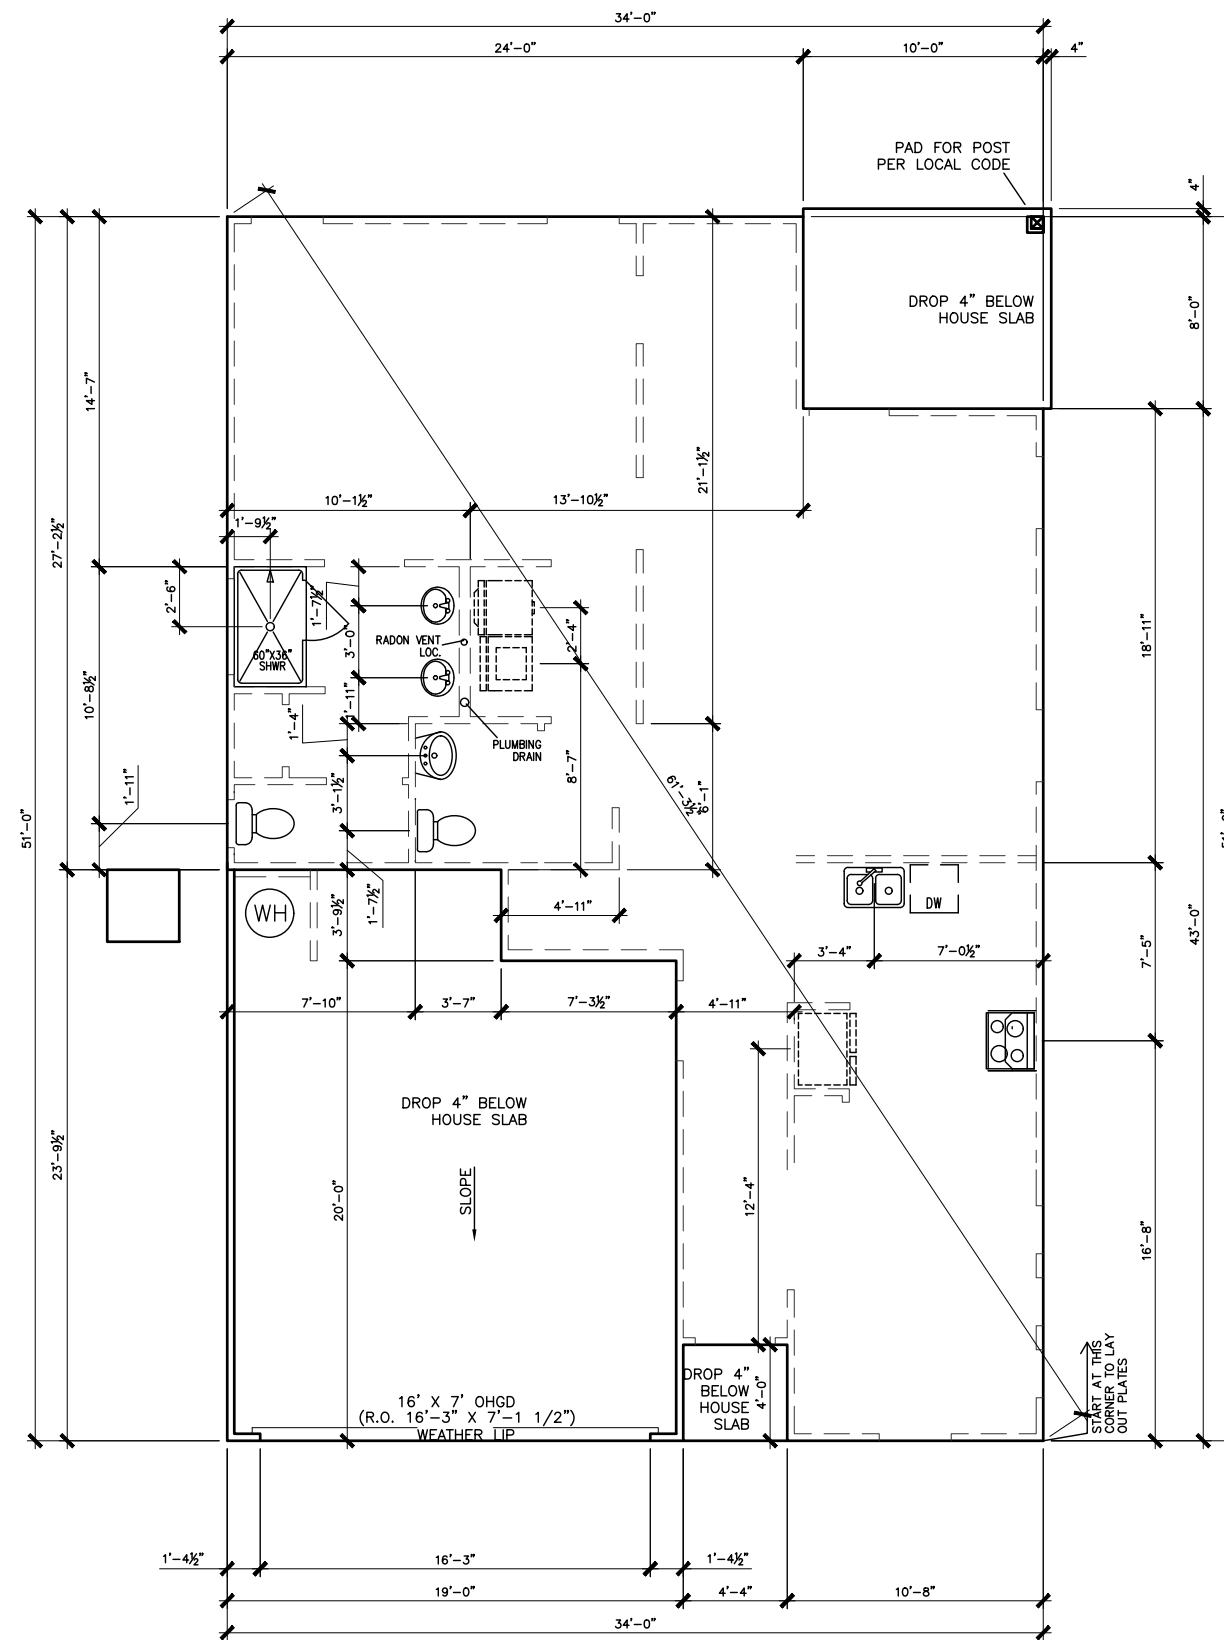 34'-0"
24'-0"
10'-0"
4"
PAD FOR POST
PER LOCAL CODE
4"
DROP 4" BELOW
HOUSE SLAB
8'-0"
14'-7"
21'-1½"
10'-1½"
13'-10½"
1'-9½"
27'-2½"
2'-6"
1'-7½"
2'-4"
RADON VENT
LOC.
3'-0"
60"X36"
SHWR
18'-11"
10'-8½"
1'-11"
1'-4"
PLUMBING
DRAIN
8'-7"
1'-11"
3'-1½"
61'-3½"
6'-1"
51'-0"
WH
3'-9½"
1'-7½"
4'-11"
DW
43'-0"
3'-4"
7'-0½"
7'-5"
7'-10"
3'-7"
7'-3½"
4'-11"
DROP 4" BELOW
HOUSE SLAB
23'-9½"
20'-0"
SLOPE
12'-4"
16'-8"
DROP 4"
BELOW
HOUSE
SLAB
4'-0"
START AT THIS
CORNER TO LAY
OUT PLATES
16' X 7' OHGD
(R.O. 16'-3" X 7'-1 1/2")
WEATHER LIP
1'-4½"
16'-3"
1'-4½"
19'-0"
4'-4"
10'-8"
34'-0"